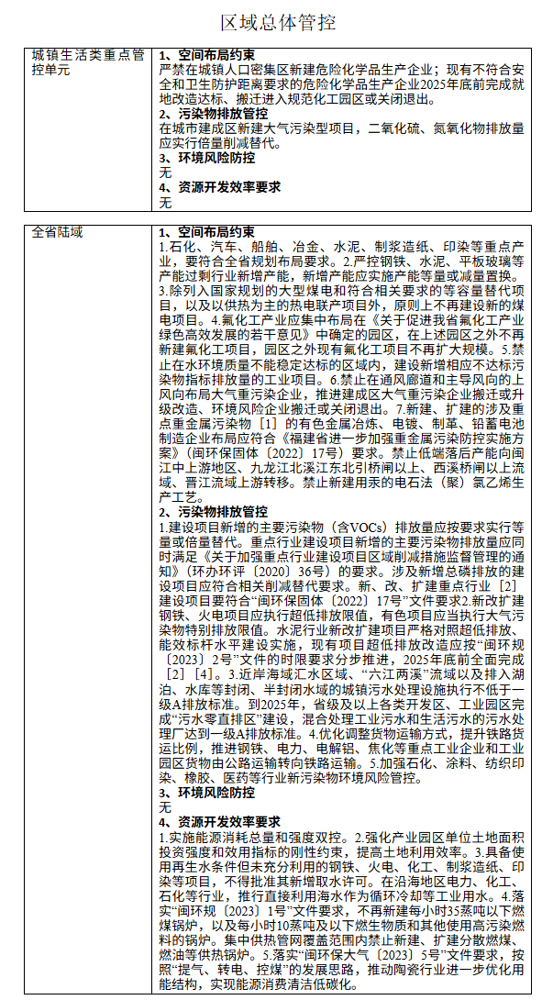 区域总体管控
城镇生活类重点管
控单元
1、空间布局约束
严禁在城镇人口密集区新建危险化学品生产企业；现有不符合安
全和卫生防护距离要求的危险化学品生产企业2025年底前完成就
地改造达标、搬迁进入规范化工园区或关闭退出。
2、污染物排放管控
在城市建成区新建大气污染型项目，二氧化硫、氮氧化物排放量
应实行倍量削减替代。
3、环境风险防控
无
4、资源开发效率要求
无
全省陆域
1、空间布局约束
1.石化、汽车、船舶、冶金、水泥、制浆造纸、印染等重点产
业，要符合全省规划布局要求。2.严控钢铁、水泥、平板玻璃等
产能过剩行业新增产能，新增产能应实施产能等量或减量置换。
3.除列入国家规划的大型煤电和符合相关要求的等容量替代项
目，以及以供热为主的热电联产项目外，原则上不再建设新的煤
电项目。4.氟化工产业应集中布局在《关于促进我省氟化工产业
绿色高效发展的若干意见》中确定的园区，在上述园区之外不再
新建氟化工项目，园区之外现有氟化工项目不再扩大规模。5.禁
止在水环境质量不能稳定达标的区域内，建设新增相应不达标污
染物指标排放量的工业项目。6.禁止在通风廊道和主导风向的上
风向布局大气重污染企业，推进建成区大气重污染企业搬迁或升
级改造、环境风险企业搬迁或关闭退出。7.新建、扩建的涉及重
点重金属污染物［1］的有色金属冶炼、电镀、制革、铅蓄电池
制造企业布局应符合《福建省进一步加强重金属污染防控实施方
案》（闽环保固体〔2022〕17号）要求。禁止低端落后产能向闽
江中上游地区、九龙江北溪江东北引桥闸以上、西溪桥闸以上流
域、晋江流域上游转移。禁止新建用汞的电石法（聚）氯乙烯生
产工艺。
2、污染物排放管控
1.建设项目新增的主要污染物（含VOCs）排放量应按要求实行等
量或倍量替代。重点行业建设项目新增的主要污染物排放量应同
时满足《关于加强重点行业建设项目区域削减措施监督管理的通
知》（环办环评〔2020〕36号）的要求。涉及新增总磷排放的建
设项目应符合相关削减替代要求。新、改、扩建重点行业［2］
建设项目要符合“闽环保固体〔2022〕17号”文件要求2.新改扩建
钢铁、火电项目应执行超低排放限值，有色项目应当执行大气污
染物特别排放限值。水泥行业新改扩建项目严格对照超低排放、
能效标杆水平建设实施，现有项目超低排放改造应按“闽环规
〔2023〕2号”文件的时限要求分步推进，2025年底前全面完成
［2］［4］。3.近岸海域汇水区域、“六江两溪”流域以及排入湖
泊、水库等封闭、半封闭水域的城镇污水处理设施执行不低于一
级A排放标准。到2025年，省级及以上各类开发区、工业园区完
成“污水零直排区”建设，混合处理工业污水和生活污水的污水处
理厂达到一级A排放标准。4.优化调整货物运输方式，提升铁路货
运比例，推进钢铁、电力、电解铝、焦化等重点工业企业和工业
园区货物由公路运输转向铁路运输。5.加强石化、涂料、纺织印
染、橡胶、医药等行业新污染物环境风险管控。
3、环境风险防控
无
4、资源开发效率要求
1.实施能源消耗总量和强度双控。2.强化产业园区单位土地面积
投资强度和效用指标的刚性约束，提高土地利用效率。3.具备使
用再生水条件但未充分利用的钢铁、火电、化工、制浆造纸、印
染等项目，不得批准其新增取水许可。在沿海地区电力、化工、
石化等行业，推行直接利用海水作为循环冷却等工业用水。4.落
实“闽环规〔2023〕1号”文件要求，不再新建每小时35蒸吨以下燃
煤锅炉，以及每小时10蒸吨及以下燃生物质和其他使用高污染燃
料的锅炉。集中供热管网覆盖范围内禁止新建、扩建分散燃煤、
燃油等供热锅炉。5.落实“闽环保大气〔2023〕5号”文件要求，按
照“提气、转电、控煤”的发展思路，推动陶瓷行业进一步优化用
能结构，实现能源消费清洁低碳化。